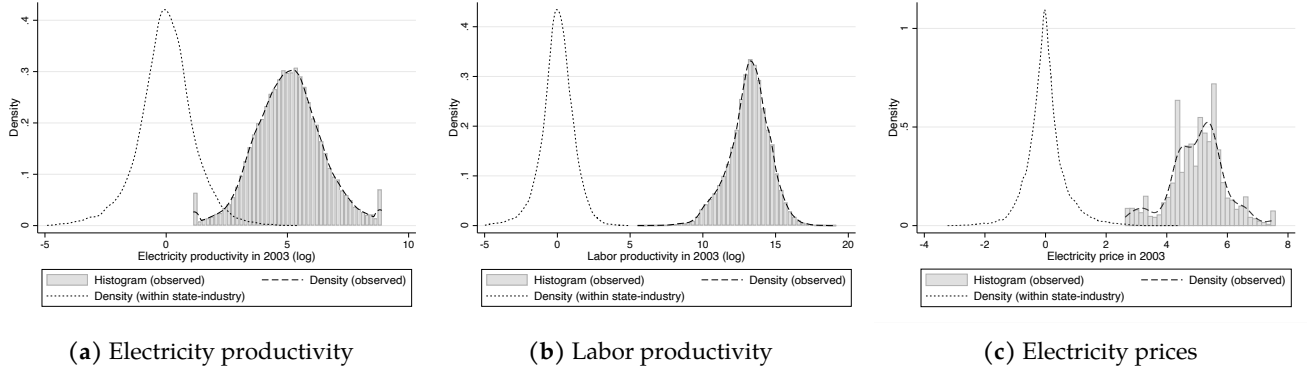 Density
0 .1 .2 .3 .4
-5 0 5 10
Electricity productivity in 2003 (log)
Histogram (observed) Density (observed)
Density (within state-industry)
(a) Electricity productivity
Density
0 .1 .2 .3 .4
-5 0 5 10 15 20
Labor productivity in 2003 (log)
Histogram (observed) Density (observed)
Density (within state-industry)
(b) Labor productivity
Density
0 .5 1
-4 -2 0 2 4 6 8
Electricity price in 2003
Histogram (observed) Density (observed)
Density (within state-industry)
(c) Electricity prices